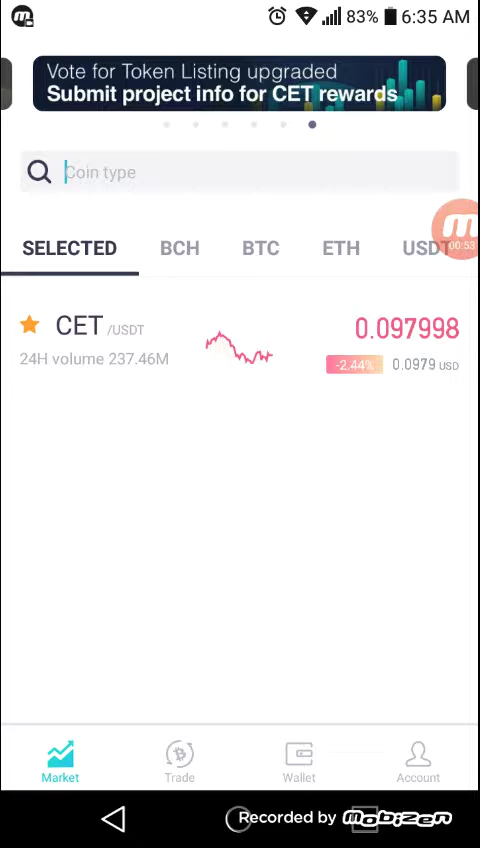 83% 6:35 AM
Vote for Token Listing upgraded
Submit project info for CET rewards
Coin type
SELECTED BCH BTC ETH USDT
00:53
CET /USDT
0.097998
24H volume 237.46M
-2.44% 0.0979 USD
Market Trade Wallet Account
Recorded by mobizen